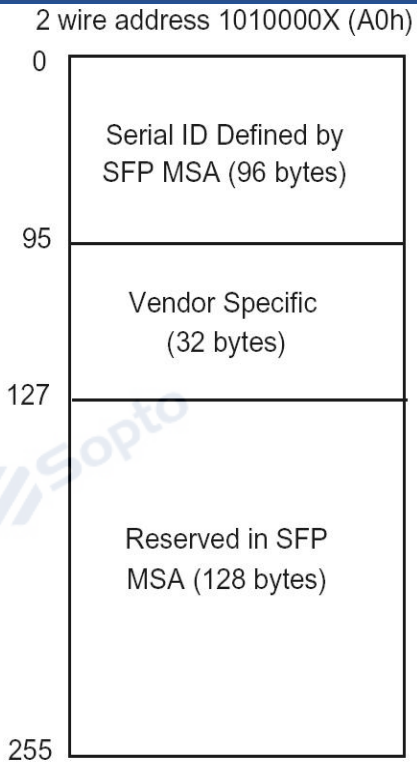 2 wire address 1010000X (A0h)
0
Serial ID Defined by
SFP MSA (96 bytes)
95
Vendor Specific
(32 bytes)
127
Sopto
Reserved in SFP
MSA (128 bytes)
255